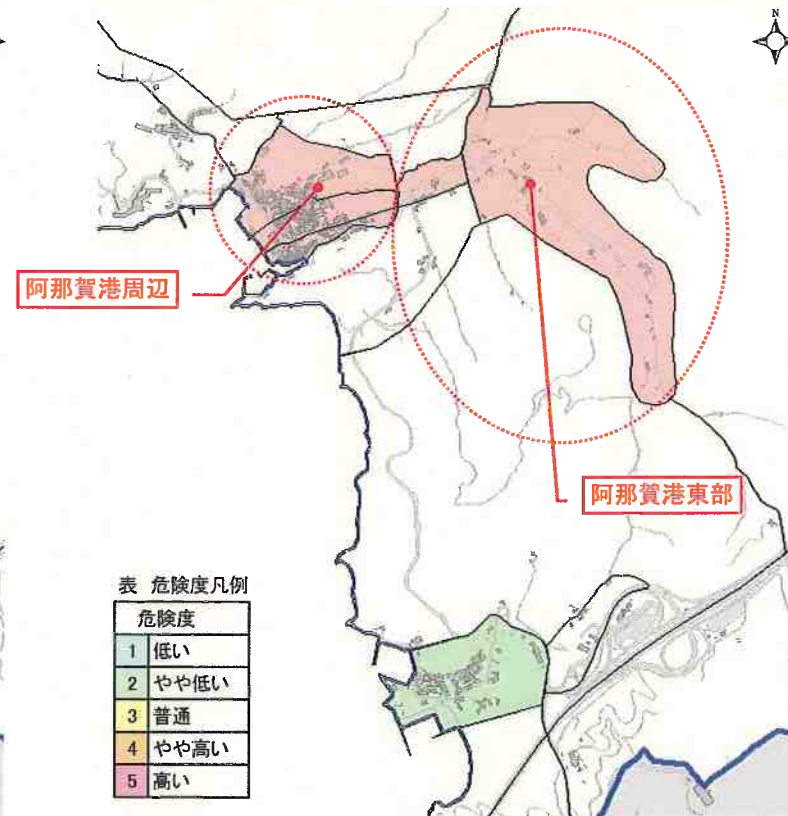 N
阿那賀港周辺
阿那賀港東部
表 危険度凡例
危険度
1 低い
2 やや低い
3 普通
4 やや高い
5 高い